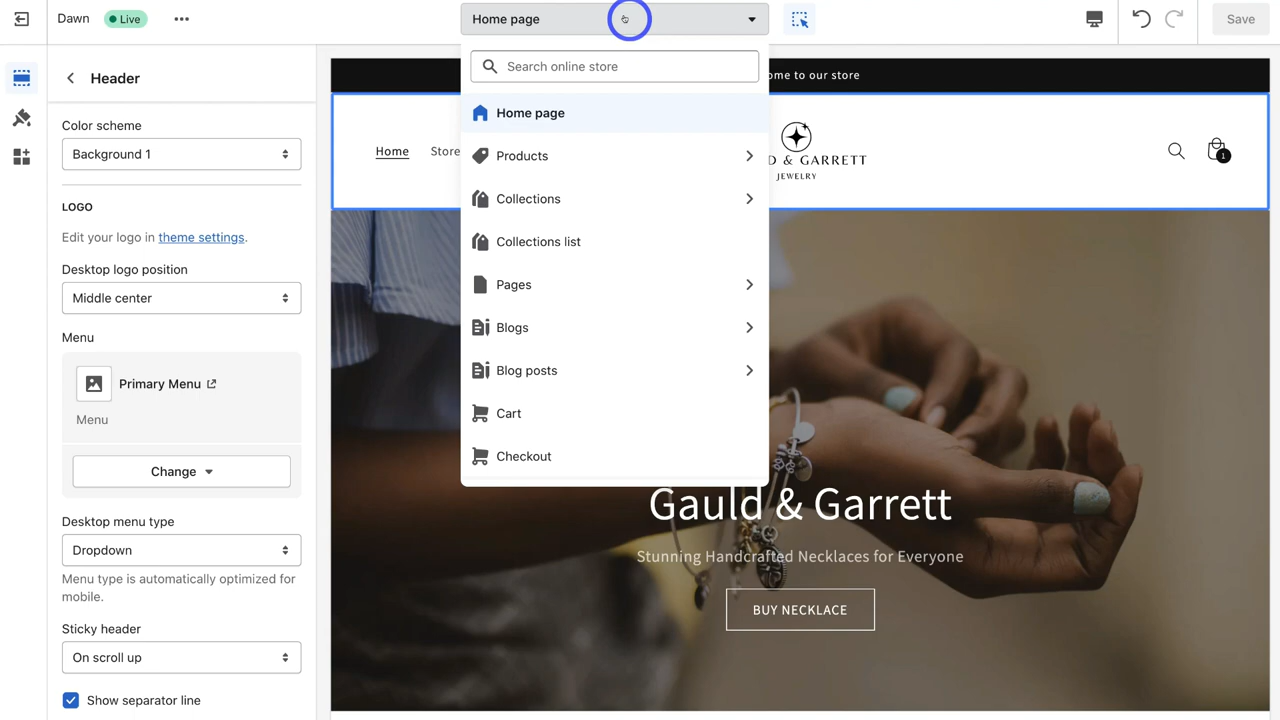 Dawn
Live
Home page
Save
Header
Color scheme
Background 1
LOGO
Edit your logo in theme settings.
Desktop logo position
Middle center
Menu
Primary Menu
Menu
Change
Desktop menu type
Dropdown
Menu type is automatically optimized for
mobile.
Sticky header
On scroll up
Show separator line
Search online store
Home page
Products
Collections
Collections list
Pages
Blogs
Blog posts
Cart
Checkout
to our store
Home
Store
& GARRETT
JEWELRY
1
Gauld & Garrett
Stunning Handcrafted Necklaces for Everyone
BUY NECKLACE